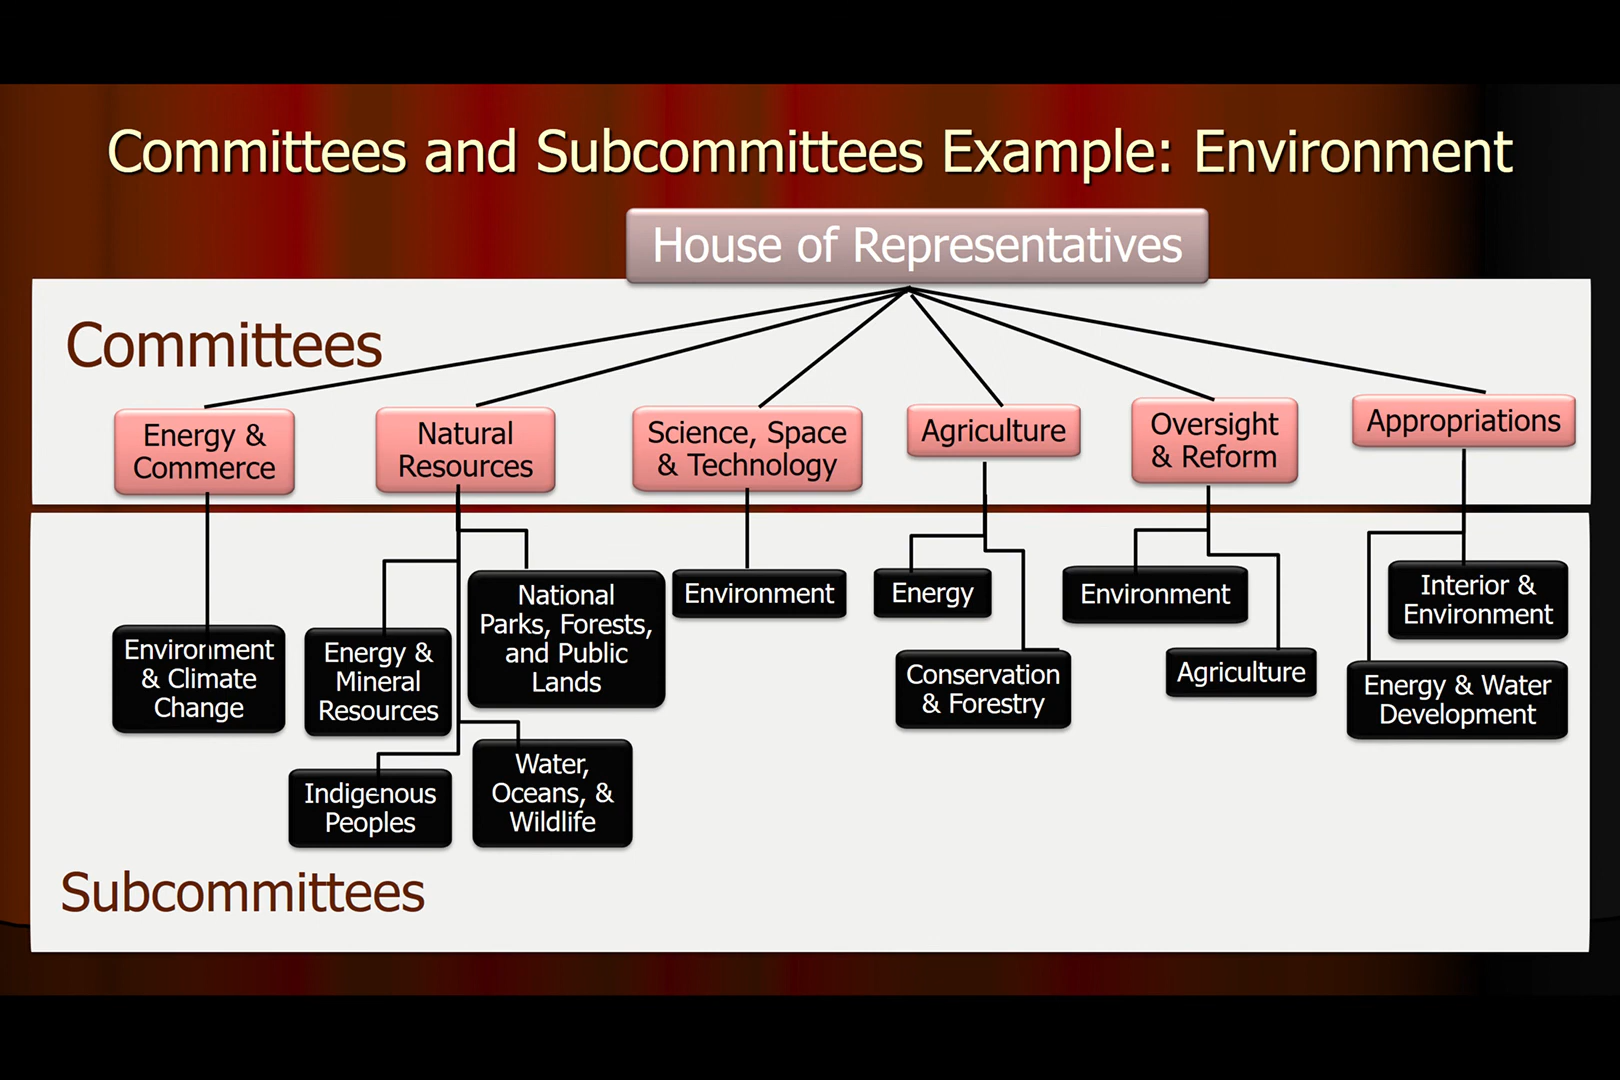 Committees and Subcommittees Example: Environment
House of Representatives
Committees
Energy &
Commerce
Natural
Resources
Science, Space
& Technology
Agriculture
Oversight
& Reform
Appropriations
Environment
& Climate
Change
Energy &
Mineral
Resources
National
Parks, Forests,
and Public
Lands
Indigenous
Peoples
Water,
Oceans, &
Wildlife
Environment
Energy
Conservation
& Forestry
Environment
Agriculture
Interior &
Environment
Energy & Water
Development
Subcommittees